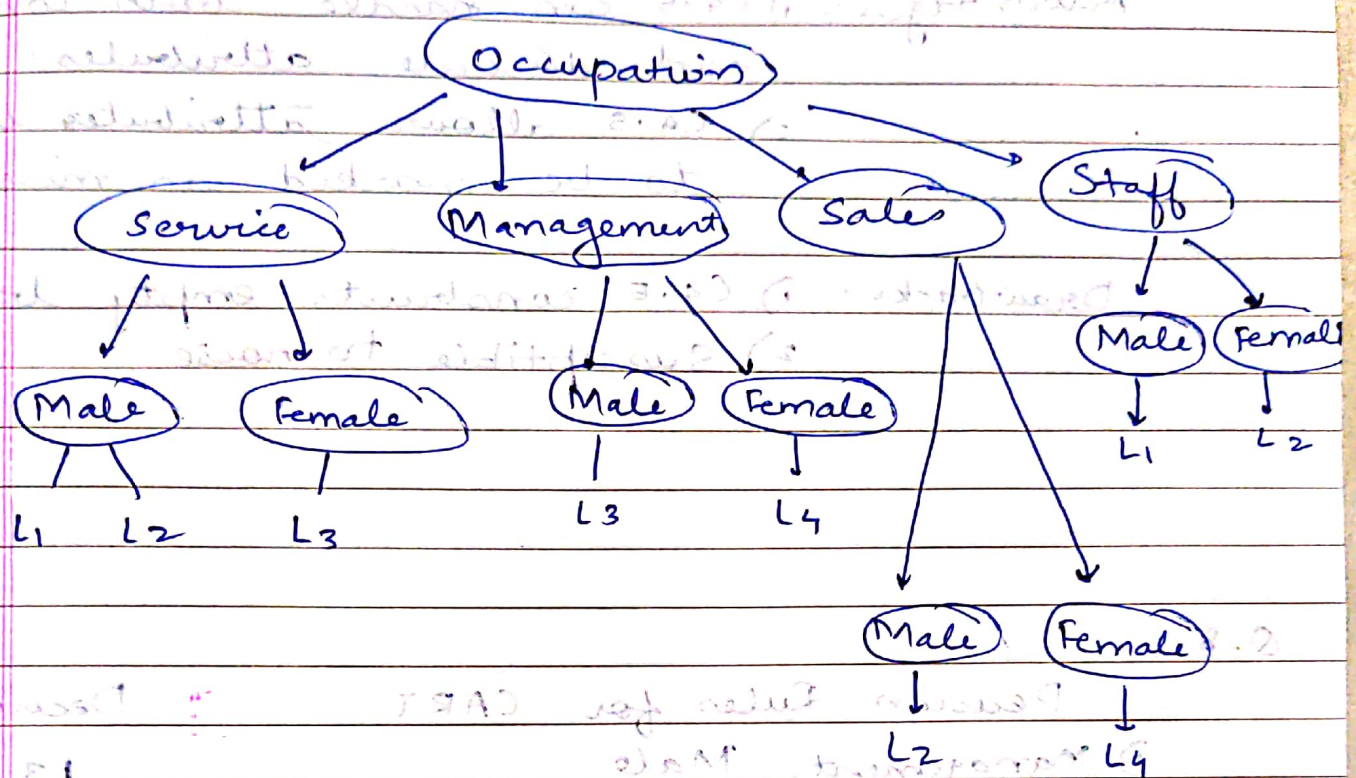 Occupation
Service Management Sales Staff
Male Female Male Female Male Female
L1 L2 L3 L3 L4 L1 L2
Male Female
L2 L4